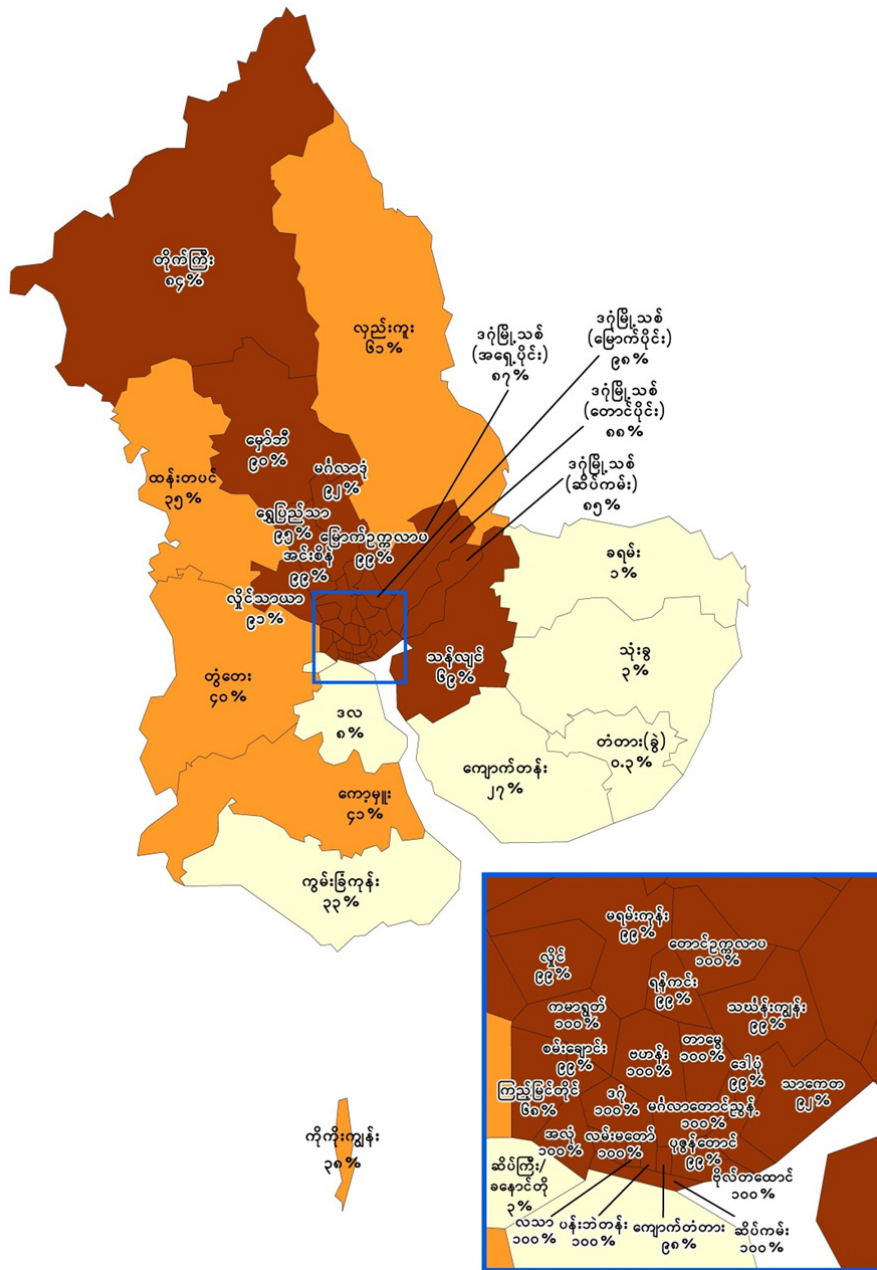 တိုက်ကြီး
၈၄%
လှည်းကူး
၆၁%
ဒဂုံမြို့သစ်
(အရှေ့ပိုင်း)
၈၇%
ဒဂုံမြို့သစ်
(မြောက်ပိုင်း)
၉၈%
ဒဂုံမြို့သစ်
(တောင်ပိုင်း)
၈၈%
ဒဂုံမြို့သစ်
(ဆိပ်ကမ်း)
၈၅%
မှော်ဘီ
၉၀%
ထန်းတပင်
၃၅%
မင်္ဂလာဒုံ
၉၂%
ရွှေပြည်သာ
၉၅%
မြောက်ဥက္ကလာပ
၉၉%
အင်းစိန်
၉၉%
လှိုင်သာယာ
၉၁%
ခရမ်း
၁%
သုံးခွ
၃%
သန်လျင်
၆၉%
တွံတေး
၄၀%
ဒလ
၈%
တံတား(ခွဲ)
၀.၃%
ကျောက်တန်း
၂၇%
ကော့မှူး
၄၁%
ကွမ်းခြံကုန်း
၃၃%
ကိုကိုးကျွန်း
၃၈%
မရမ်းကုန်း
၉၉%
တောင်ဥက္ကလာပ
၁၀၀%
လှိုင်
၉၉%
ရန်ကင်း
၉၉%
ကမာရွတ်
၁၀၀%
သင်္ဃန်းကျွန်း
၉၉%
စမ်းချောင်း
၉၉%
ဗဟန်း
၁၀၀%
တာမွေ
၁၀၀%
ဒေါပုံ
၉၉%
သာကေတ
၉၂%
ကြည့်မြင်တိုင်
၆၈%
ဒဂုံ
၁၀၀%
မင်္ဂလာတောင်ညွှန့်
၁၀၀%
အလုံ
၁၀၀%
လမ်းမတော်
၁၀၀%
ပုဇွန်တောင်
၉၉%
ဗိုလ်တထောင်
၁၀၀%
ဆိပ်ကြီး/
ခနောင်တို
၃%
လသာ
၁၀၀%
ပန်းဘဲတန်း
၁၀၀%
ကျောက်တံတား
၉၈%
ဆိပ်ကမ်း
၁၀၀%